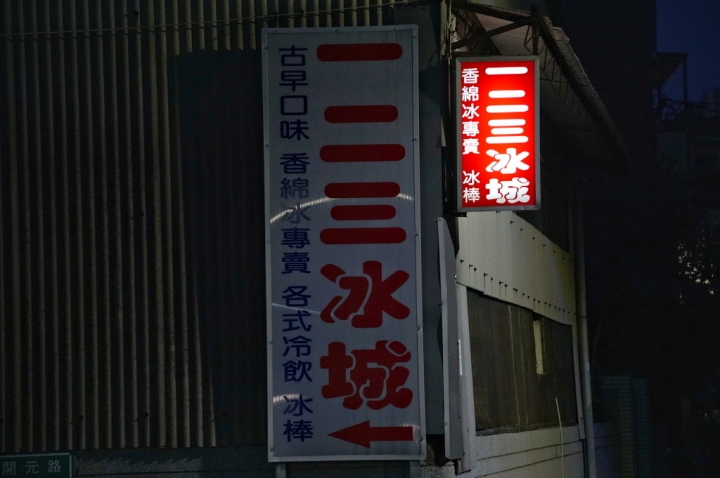 一二三冰城
古早口味 香綿冰專賣 各式冷飲 冰棒
一二三冰城
香綿冰專賣 冰棒
開元路